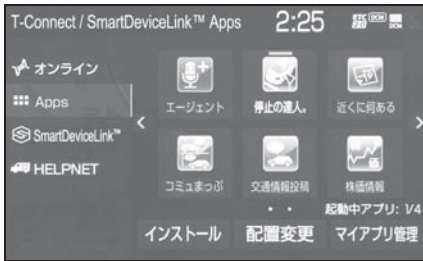 T-Connect / SmartDeviceLink™ Apps 2:25
オンライン
Apps
SmartDeviceLink™
HELPNET
エージェント 停止の達人。 近くに何ある
コミュまっぷ 交通情報投稿 株価情報
起動中アプリ: 1/4
インストール 配置変更 マイアプリ管理